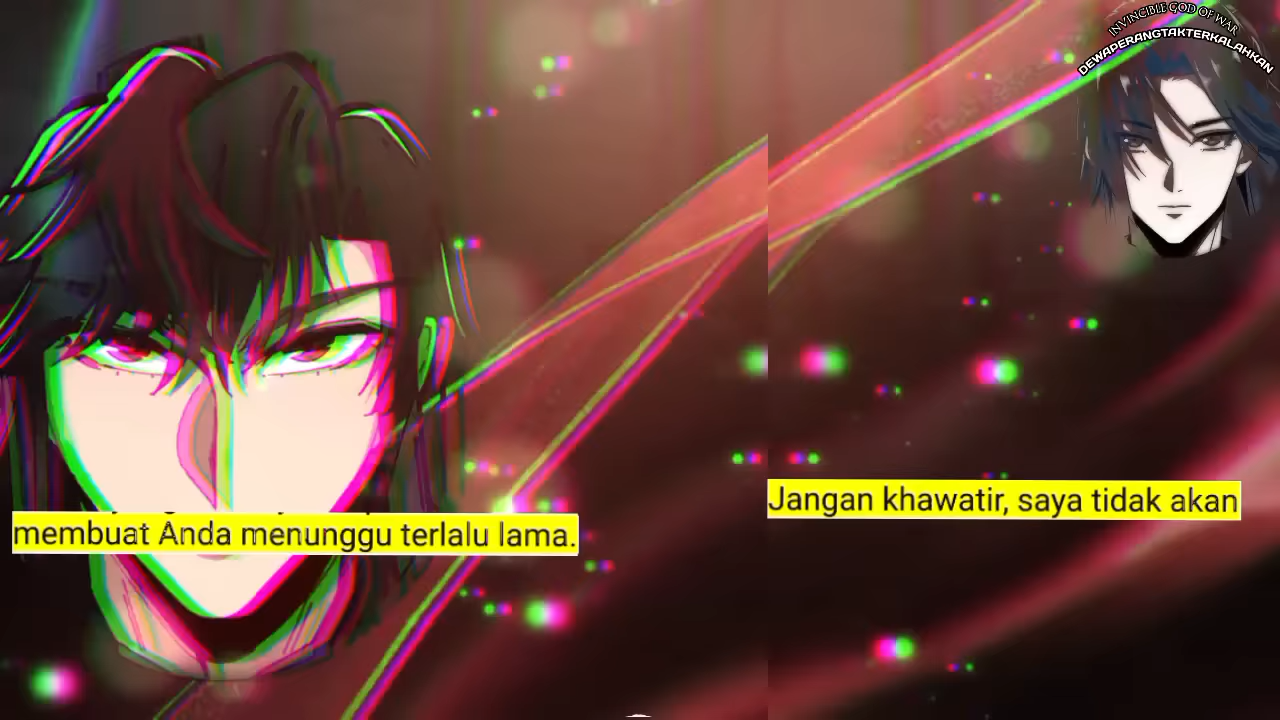 INVINCIBLE GOD OF WAR
DEWAPERANGTAKTERKALAHKAN
Jangan khawatir, saya tidak akan
membuat Anda menunggu terlalu lama.